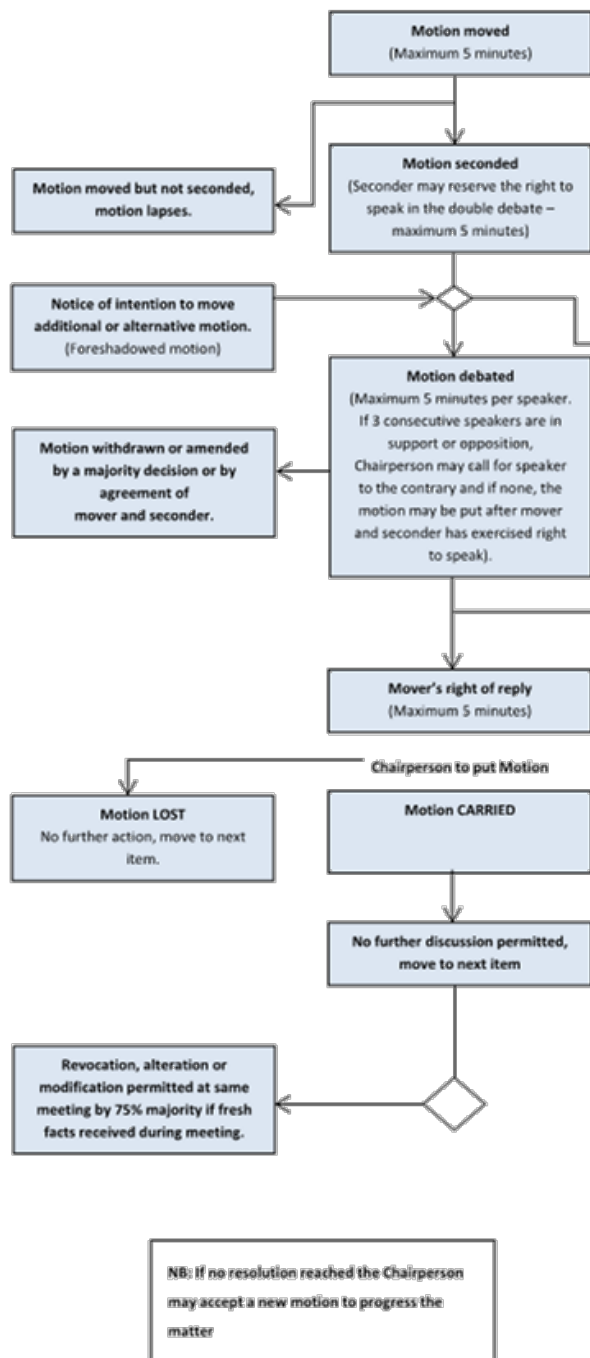 Motion moved
(Maximum 5 minutes)
Motion seconded
(Seconder may reserve the right to
speak in the double debate –
maximum 5 minutes)
Motion moved but not seconded,
motion lapses.
Notice of intention to move
additional or alternative motion.
(Foreshadowed motion)
Motion debated
(Maximum 5 minutes per speaker.
If 3 consecutive speakers are in
support or opposition,
Chairperson may call for speaker
to the contrary and if none, the
motion may be put after mover
and seconder has exercised right
to speak).
Motion withdrawn or amended
by a majority decision or by
agreement of
mover and seconder.
Mover's right of reply
(Maximum 5 minutes)
Chairperson to put Motion
Motion LOST
No further action, move to next
item.
Motion CARRIED
No further discussion permitted,
move to next item
Revocation, alteration or
modification permitted at same
meeting by 75% majority if fresh
facts received during meeting.
NB: If no resolution reached the Chairperson
may accept a new motion to progress the
matter